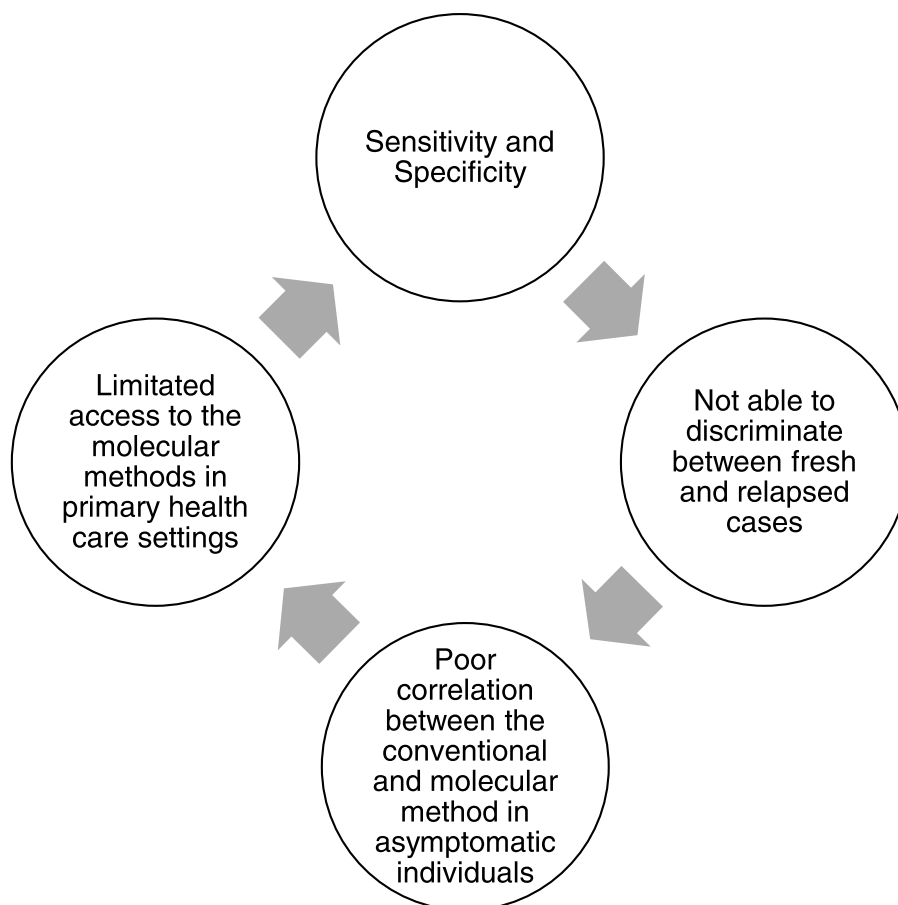 Sensitivity and
Specificity
Limitated
access to the
molecular
methods in
primary health
care settings
Not able to
discriminate
between fresh
and relapsed
cases
Poor
correlation
between the
conventional
and molecular
method in
asymptomatic
individuals